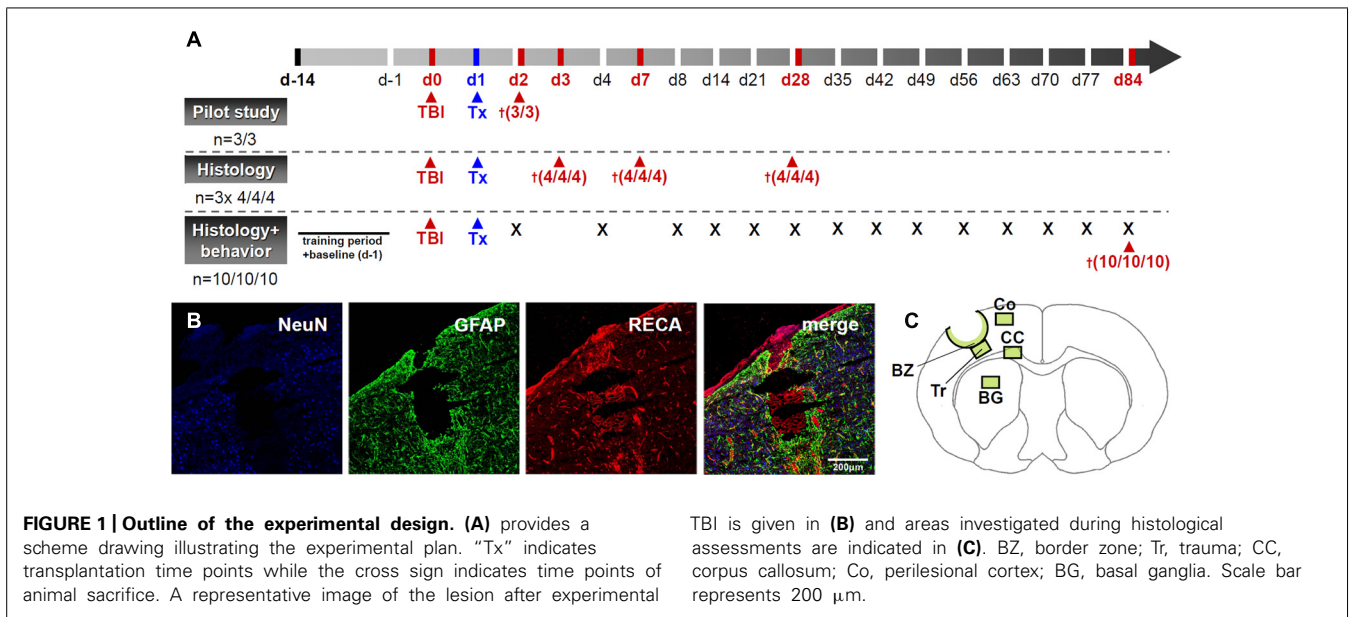 A
d-14 d-1 d0 d1 d2 d3 d4 d7 d8 d14 d21 d28 d35 d42 d49 d56 d63 d70 d77 d84
Pilot study
TBI Tx †(3/3)
n=3/3
Histology
TBI Tx †(4/4/4) †(4/4/4) †(4/4/4)
n=3x 4/4/4
Histology+
behavior
training period
+baseline (d-1)
TBI Tx X X X X X X X X X X X X X X
†(10/10/10)
n=10/10/10
B
NeuN
GFAP
RECA
merge
200µm
C
Co
CC
BZ
Tr
BG
FIGURE 1 | Outline of the experimental design. (A) provides a
scheme drawing illustrating the experimental plan. “Tx” indicates
transplantation time points while the cross sign indicates time points of
animal sacrifice. A representative image of the lesion after experimental
TBI is given in (B) and areas investigated during histological
assessments are indicated in (C). BZ, border zone; Tr, trauma; CC,
corpus callosum; Co, perilesional cortex; BG, basal ganglia. Scale bar
represents 200 µm.